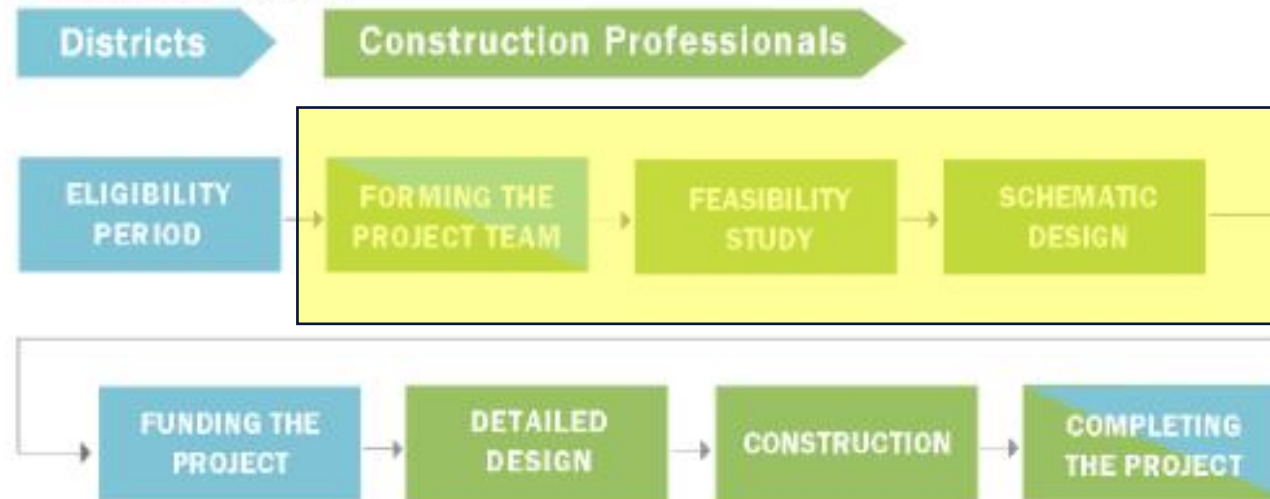 Districts
Construction Professionals
ELIGIBILITY
PERIOD
FORMING THE
PROJECT TEAM
FEASIBILITY
STUDY
SCHEMATIC
DESIGN
FUNDING THE
PROJECT
DETAILED
DESIGN
CONSTRUCTION
COMPLETING
THE PROJECT